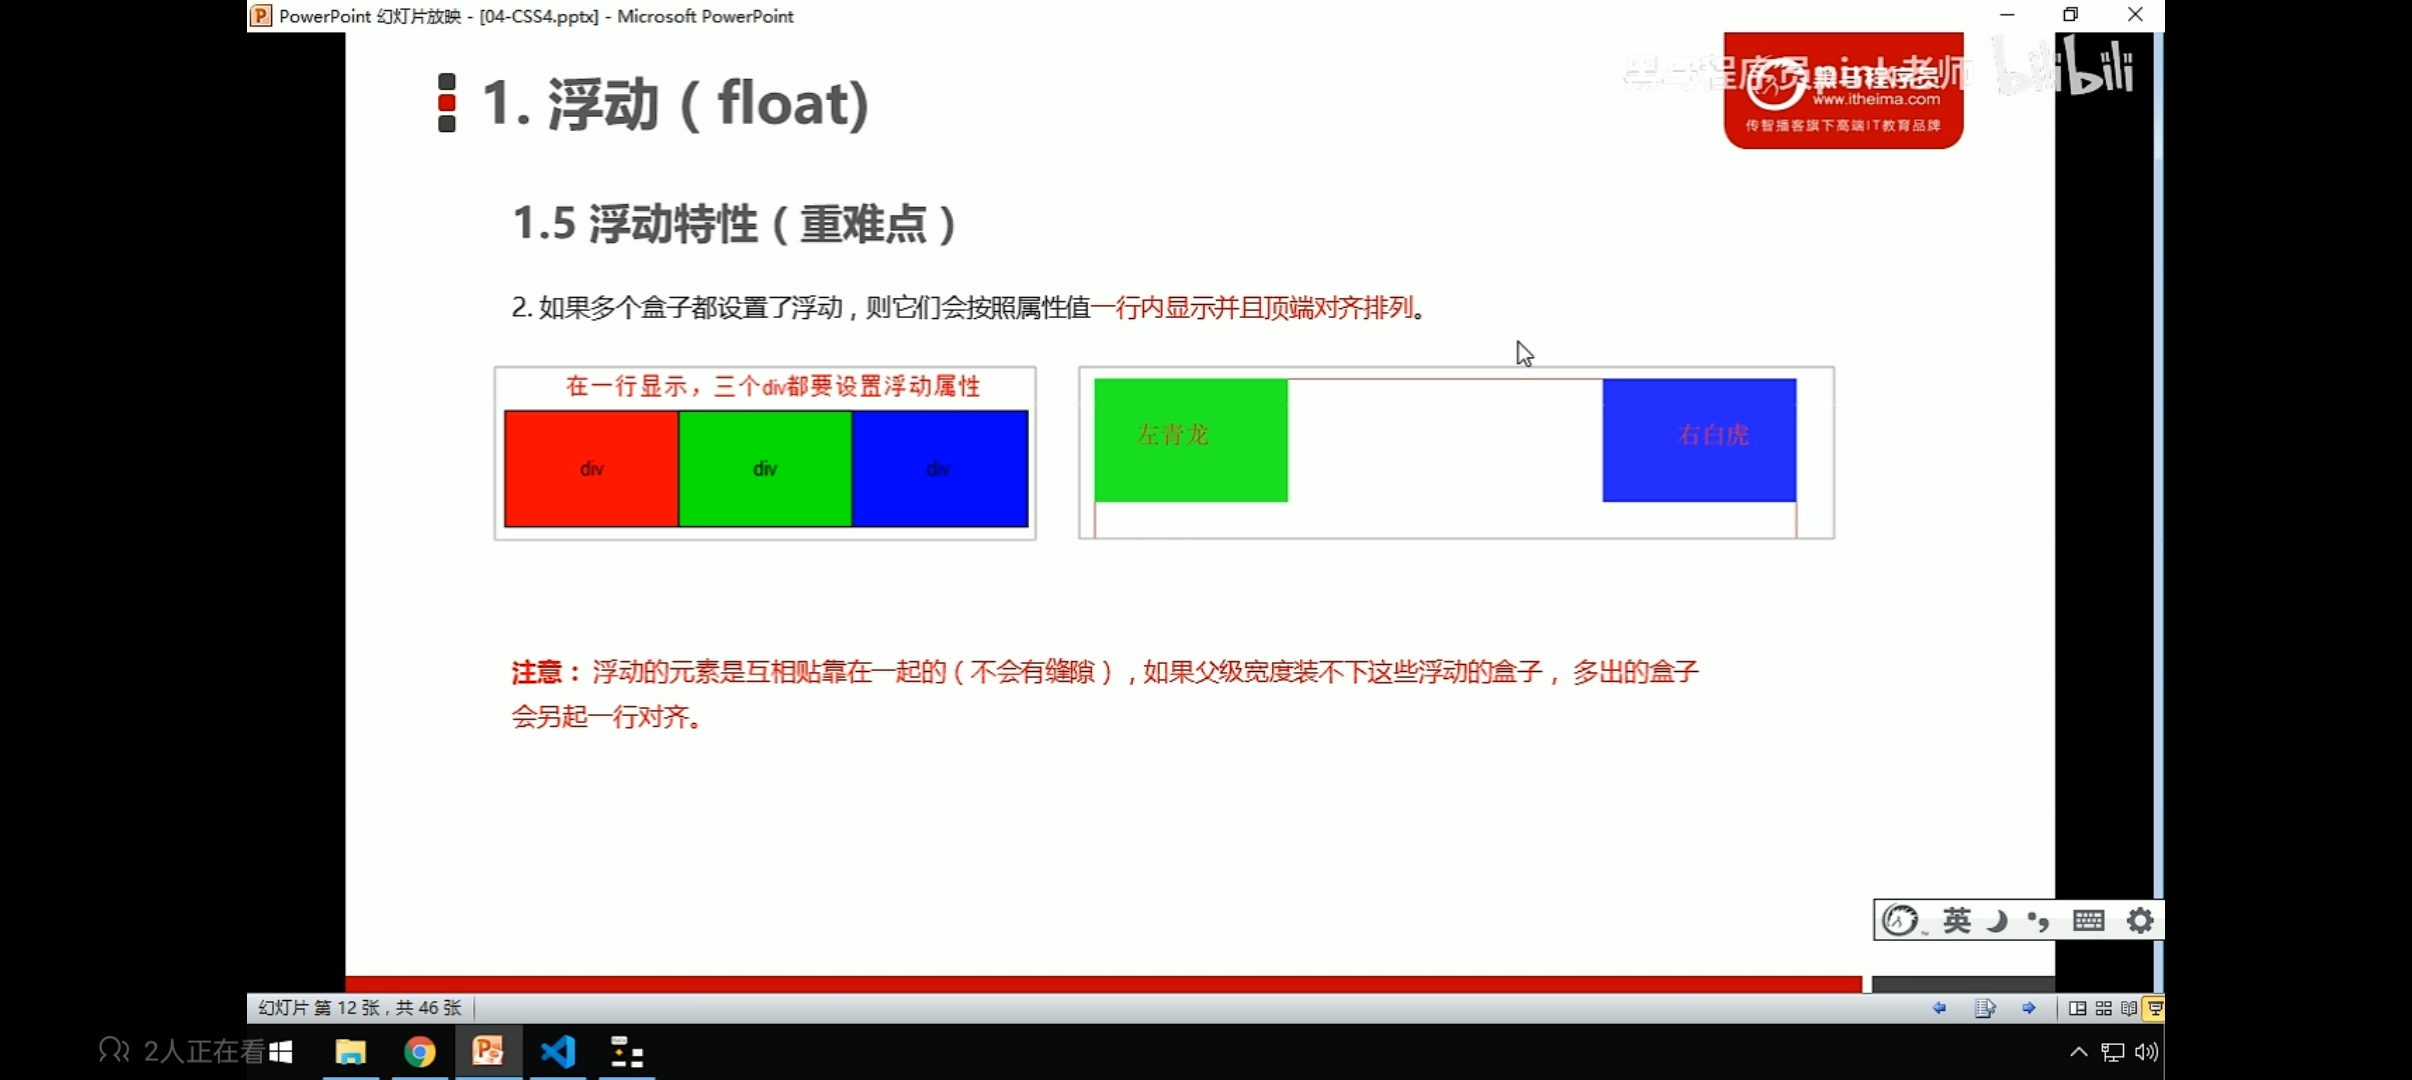 PowerPoint 幻灯片放映 - [04-CSS4.pptx] - Microsoft PowerPoint
1. 浮动 ( float)
黑马程序员pink老师
bilibili
www.itheima.com
传智播客旗下高端IT教育品牌
1.5 浮动特性 ( 重难点 )
2. 如果多个盒子都设置了浮动 , 则它们会按照属性值一行内显示并且顶端对齐排列。
在一行显示，三个div都要设置浮动属性
div
div
div
左青龙
右白虎
注意： 浮动的元素是互相贴靠在一起的 ( 不会有缝隙 ) , 如果父级宽度装不下这些浮动的盒子 , 多出的盒子
会另起一行对齐。
英
幻灯片 第 12 张 , 共 46 张
2人正在看